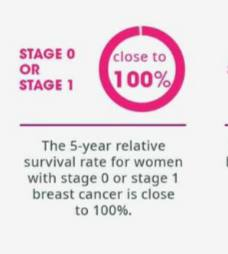 STAGE 0
OR
STAGE 1
close to
100%
The 5-year relative
survival rate for women
with stage 0 or stage 1
breast cancer is close
to 100%.